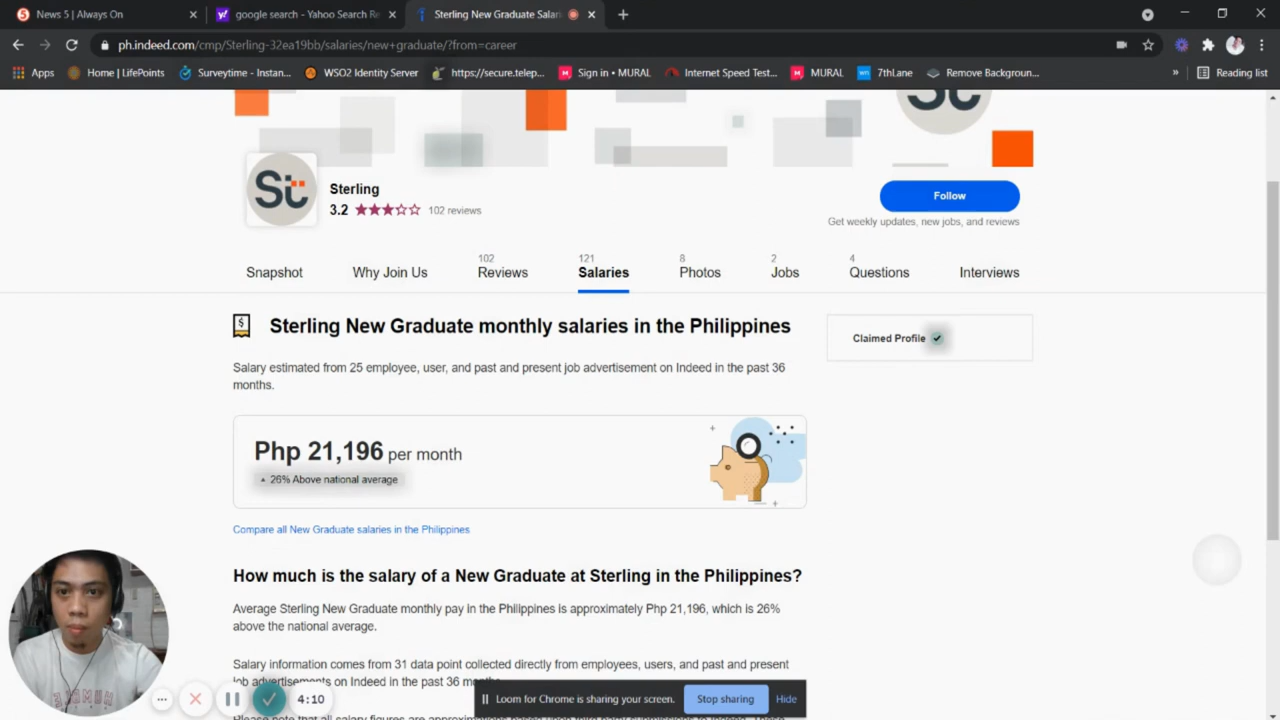 News 5 | Always On
google search - Yahoo Search Re
Sterling New Graduate Salari
ph.indeed.com/cmp/Sterling-32ea19bb/salaries/new-graduate/?from=career
Apps
Home | LifePoints
Surveytime - Instan...
WSO2 Identity Server
https://secure.telep...
Sign in • MURAL
Internet Speed Test...
MURAL
7thLane
Remove Backgroun...
»
Reading list
St
St
Sterling
3.2
102 reviews
Follow
Get weekly updates, new jobs, and reviews
Snapshot
Why Join Us
102
Reviews
121
Salaries
8
Photos
2
Jobs
4
Questions
Interviews
Sterling New Graduate monthly salaries in the Philippines
Claimed Profile
Salary estimated from 25 employee, user, and past and present job advertisement on Indeed in the past 36
months.
Php 21,196 per month
26% Above national average
Compare all New Graduate salaries in the Philippines
How much is the salary of a New Graduate at Sterling in the Philippines?
Average Sterling New Graduate monthly pay in the Philippines is approximately Php 21,196, which is 26%
above the national average.
Salary information comes from 31 data point collected directly from employees, users, and past and present
job advertisements on Indeed in the past 36 months.
4:10
Loom for Chrome is sharing your screen.
Stop sharing
Hide
Please note that all salary figures are